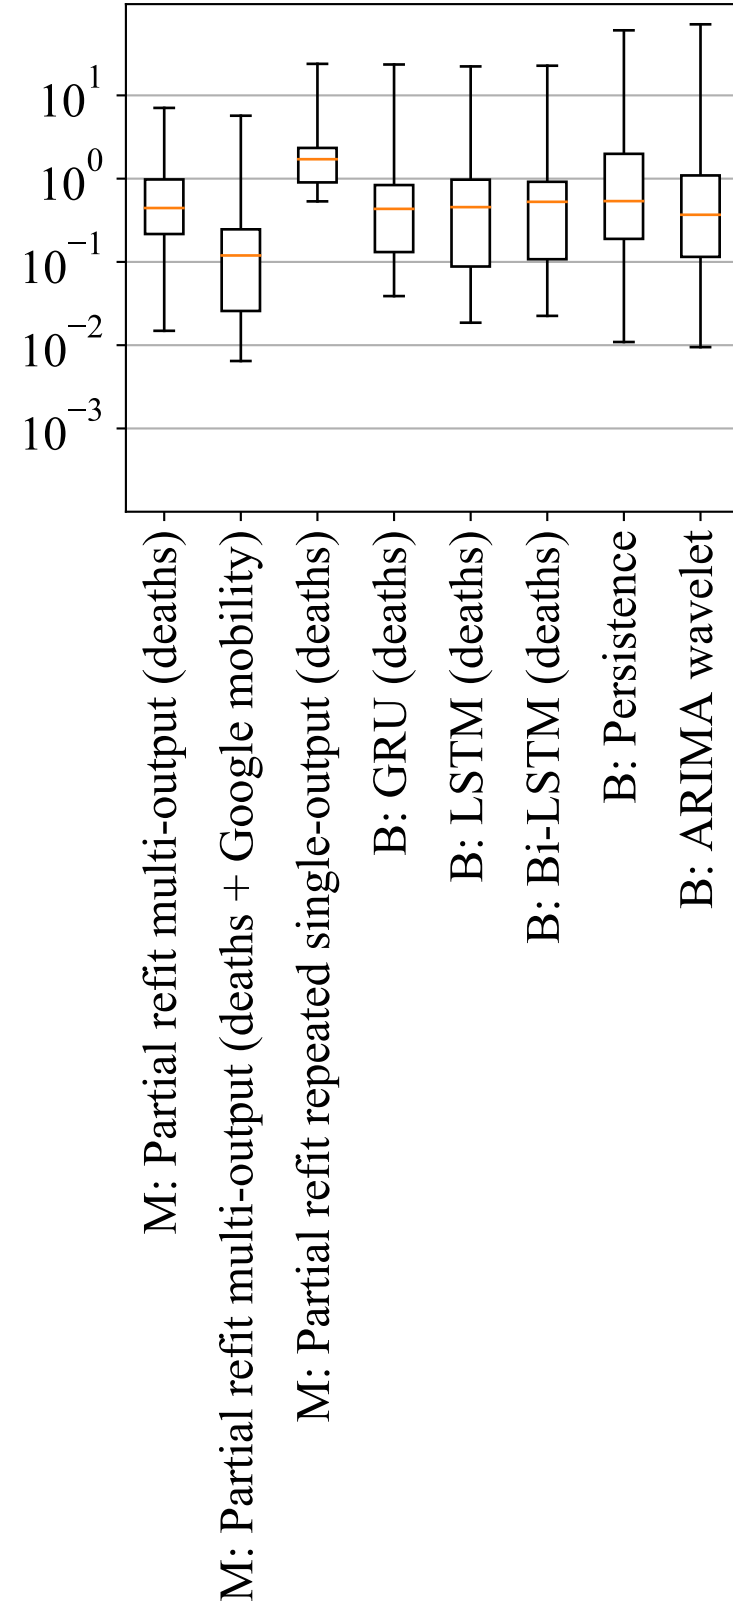 10^1
10^0
10^−1
10^−2
10^−3
M: Partial refit multi-output (deaths)
M: Partial refit multi-output (deaths + Google mobility)
M: Partial refit repeated single-output (deaths)
B: GRU (deaths)
B: LSTM (deaths)
B: Bi-LSTM (deaths)
B: Persistence
B: ARIMA wavelet